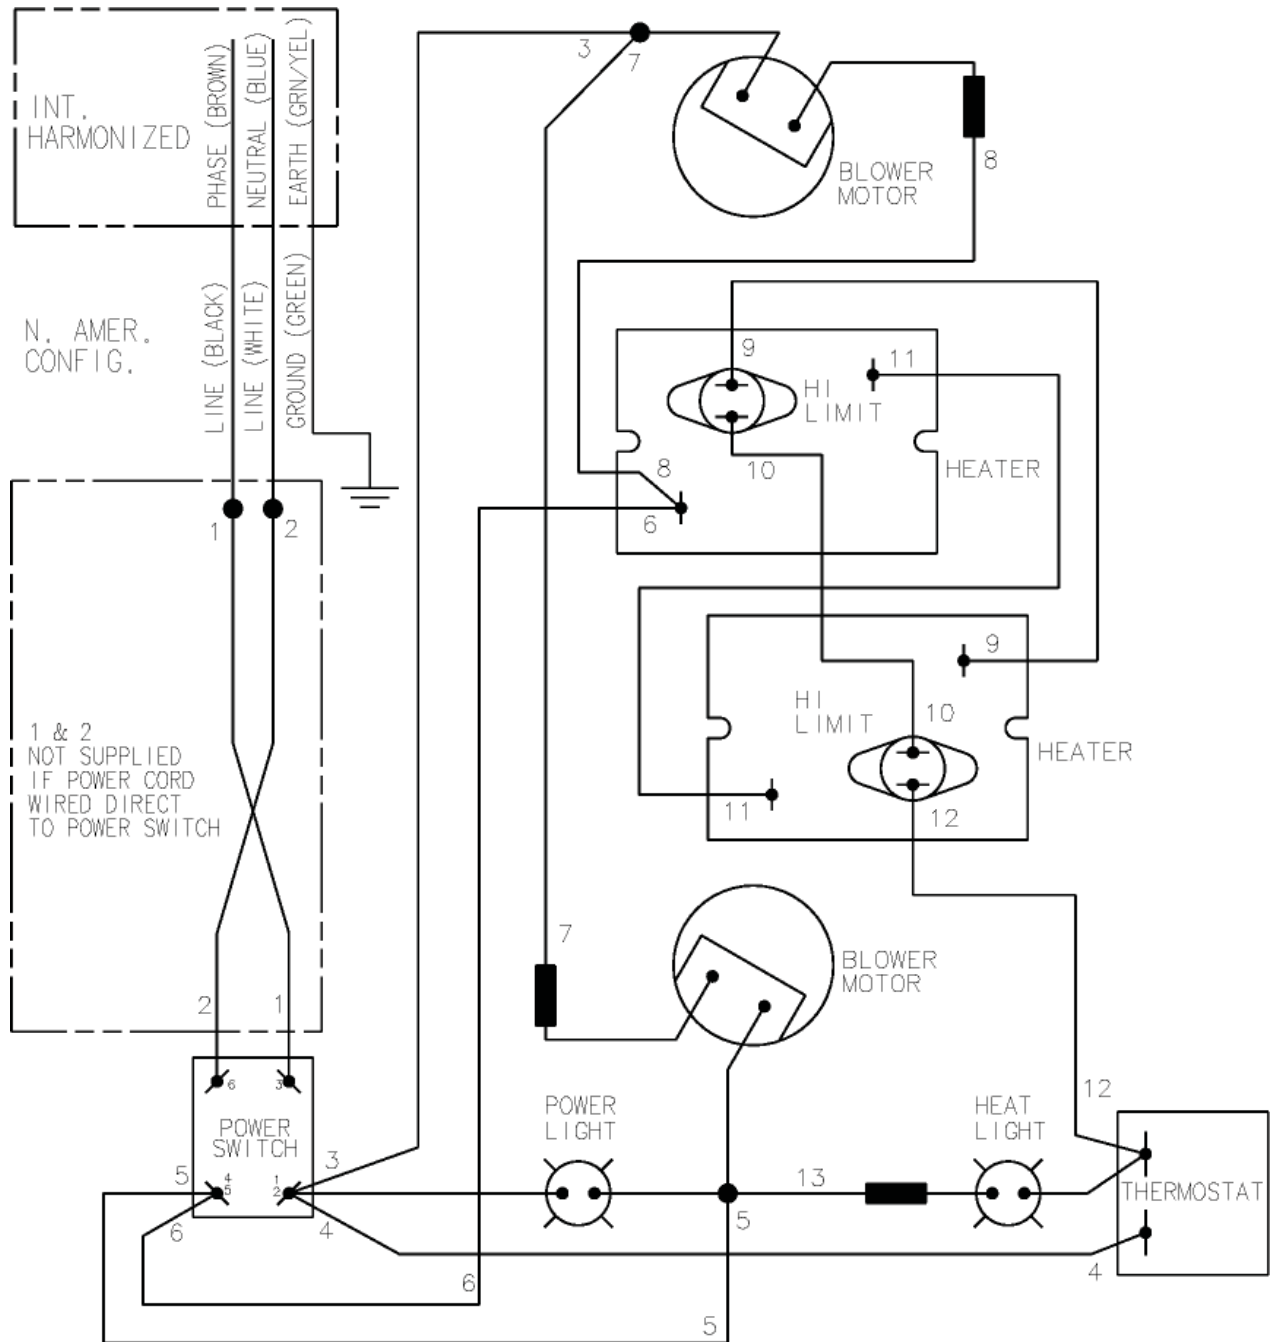 INT.
HARMONIZED
PHASE (BROWN)
NEUTRAL (BLUE)
EARTH (GRN/YEL)
N. AMER.
CONFIG.
LINE (BLACK)
LINE (WHITE)
GROUND (GREEN)
1
2
1 & 2
NOT SUPPLIED
IF POWER CORD
WIRED DIRECT
TO POWER SWITCH
2
1
6
3
POWER
SWITCH
4
5
1
2
5
6
3
4
3
7
BLOWER
MOTOR
8
9
11
HI
LIMIT
10
8
6
HEATER
9
HI
LIMIT
10
HEATER
11
12
7
BLOWER
MOTOR
POWER
LIGHT
HEAT
LIGHT
12
13
5
THERMOSTAT
4
6
5